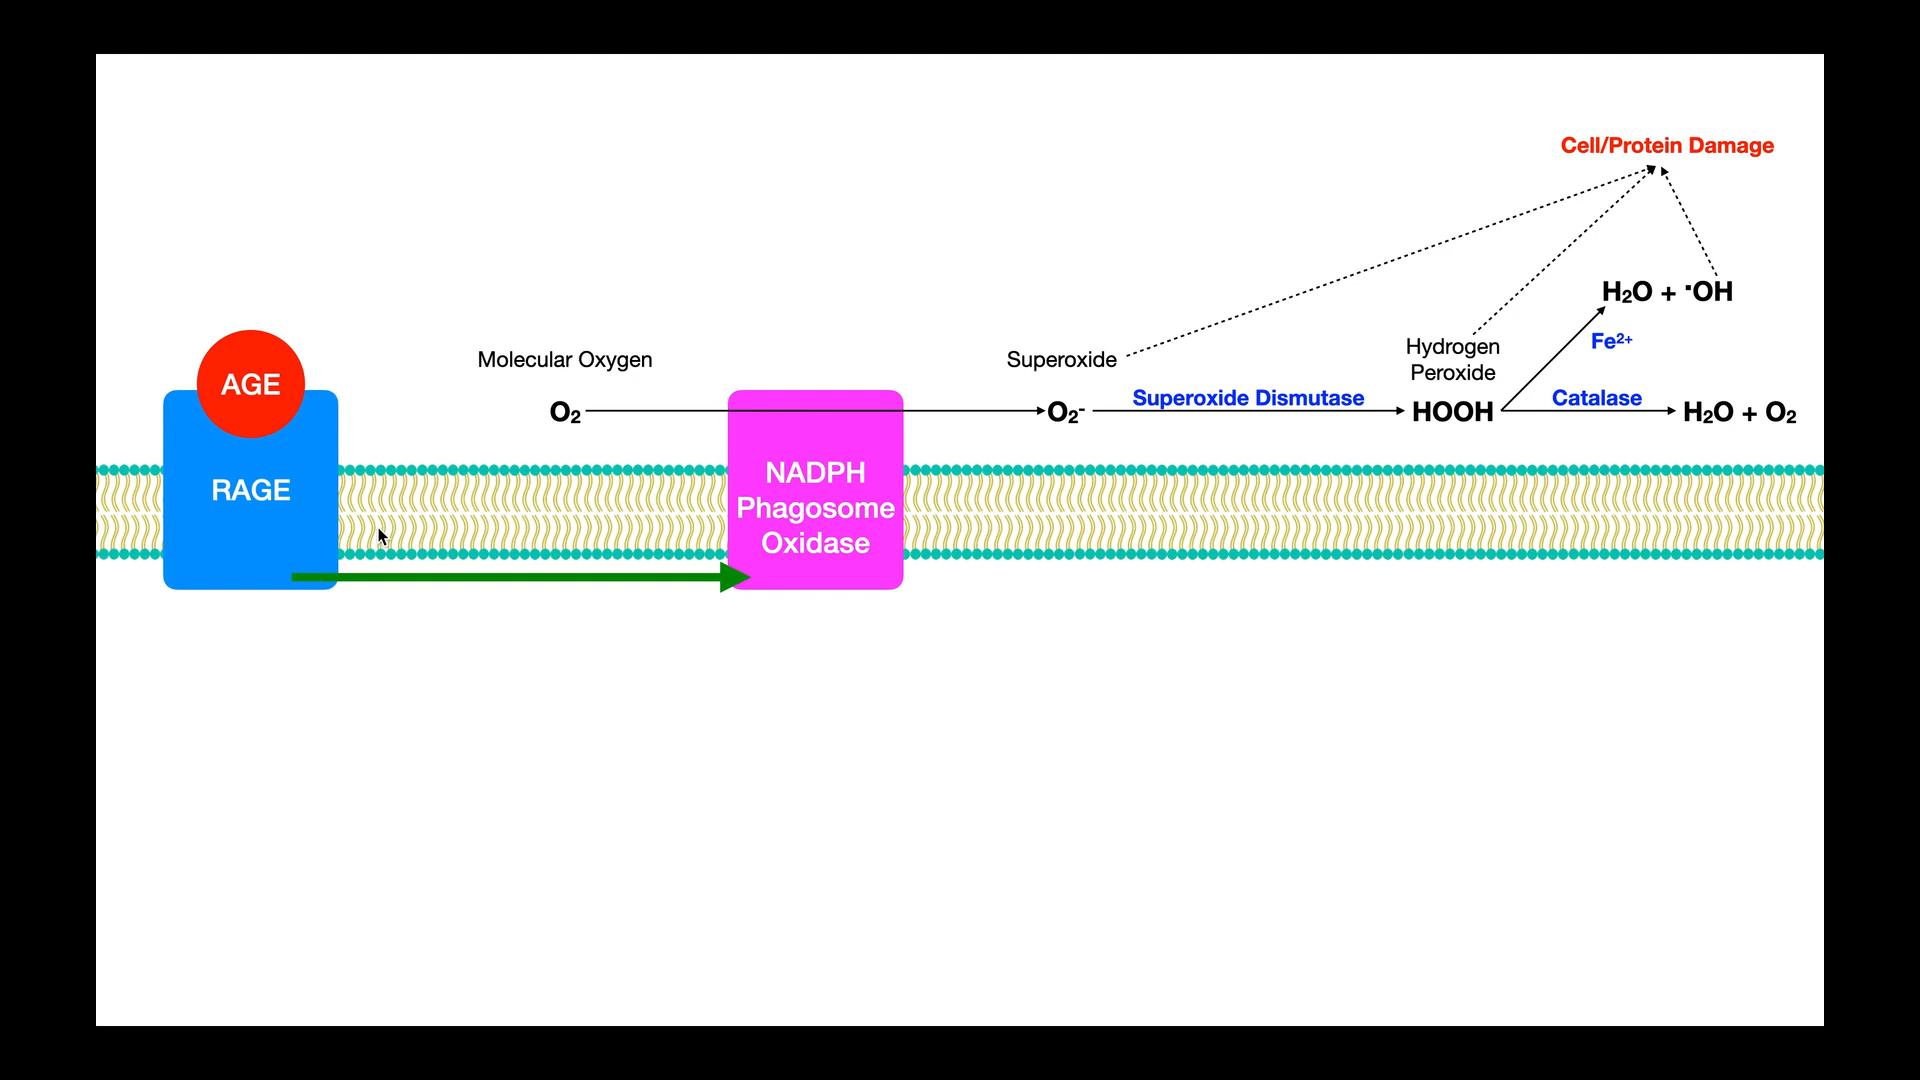 Cell/Protein Damage
H₂O + ·OH
Fe²⁺
Molecular Oxygen
Superoxide
Hydrogen
Peroxide
AGE
O₂
O₂⁻
Superoxide Dismutase
HOOH
Catalase
H₂O + O₂
RAGE
NADPH
Phagosome
Oxidase